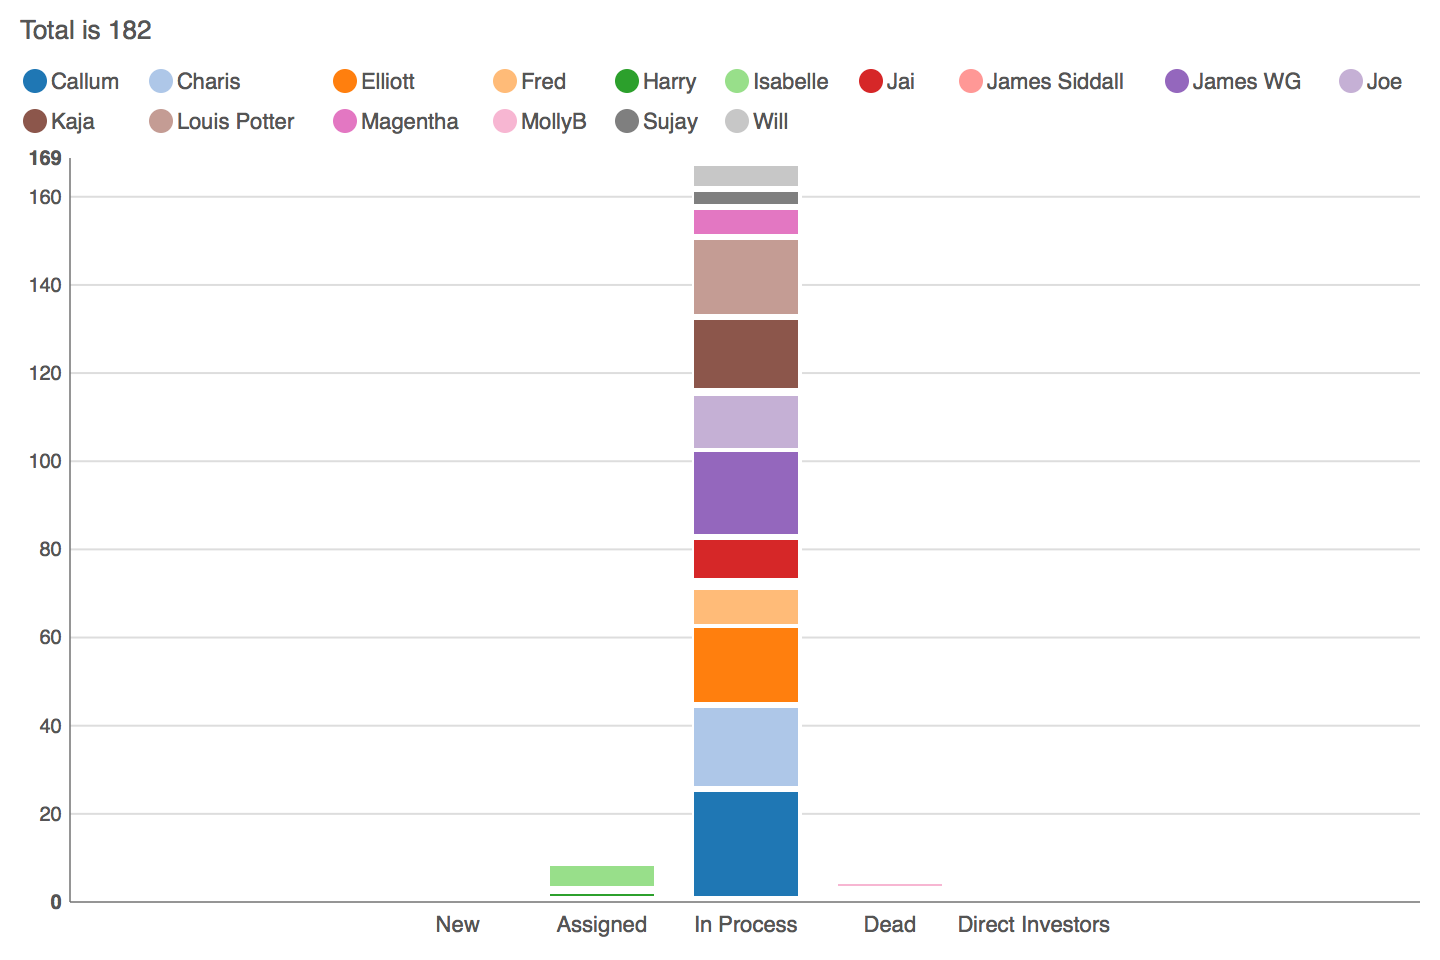 Total is 182
Callum Charis Elliott Fred Harry Isabelle Jai James Siddall James WG Joe
Kaja Louis Potter Magentha MollyB Sujay Will
169
160
140
120
100
80
60
40
20
0
New Assigned In Process Dead Direct Investors